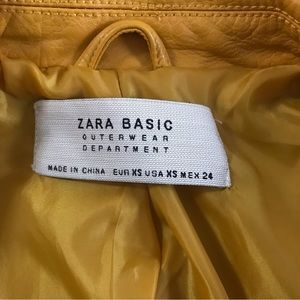 ZARA BASIC
OUTERWEAR
DEPARTMENT
MADE IN CHINA EUR XS USA XS MEX 24